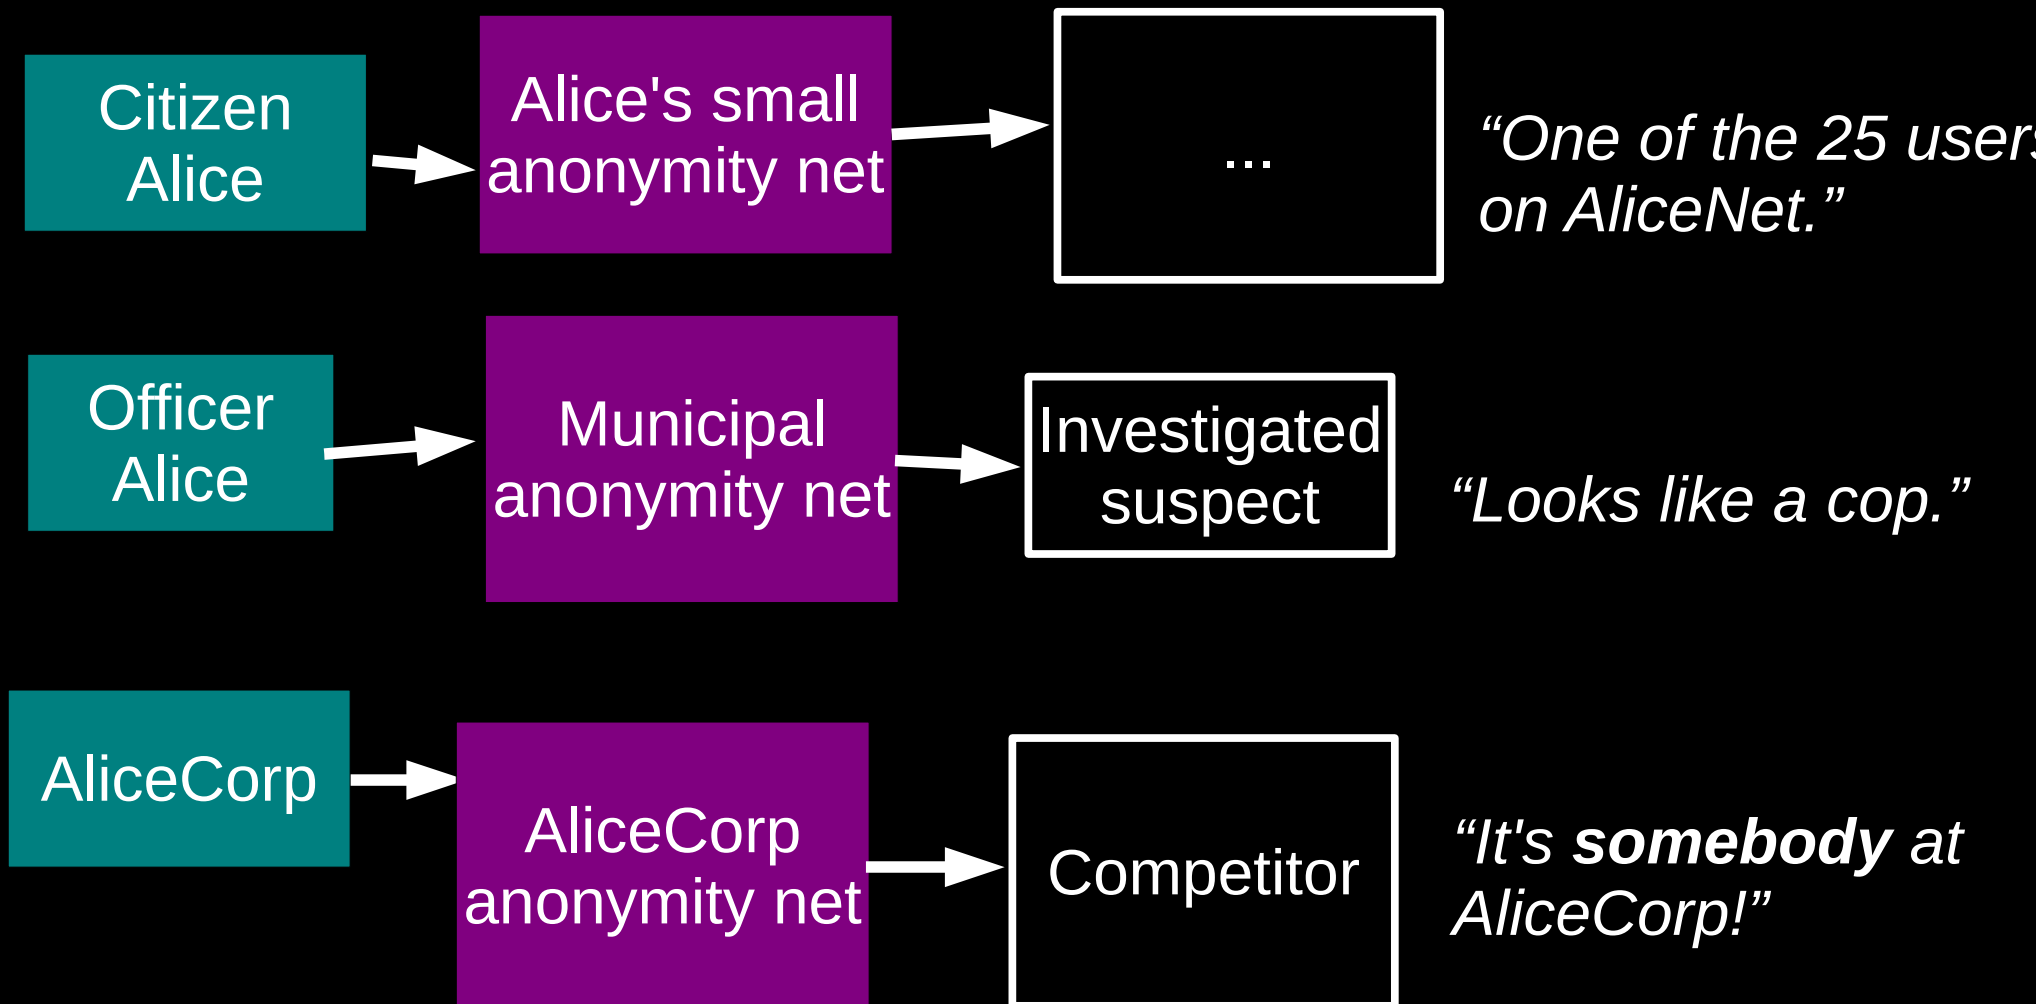 Citizen
Alice
Alice's small
anonymity net
...
“One of the 25 users
on AliceNet.”
Officer
Alice
Municipal
anonymity net
Investigated
suspect
“Looks like a cop.”
AliceCorp
AliceCorp
anonymity net
Competitor
“It's somebody at
AliceCorp!”